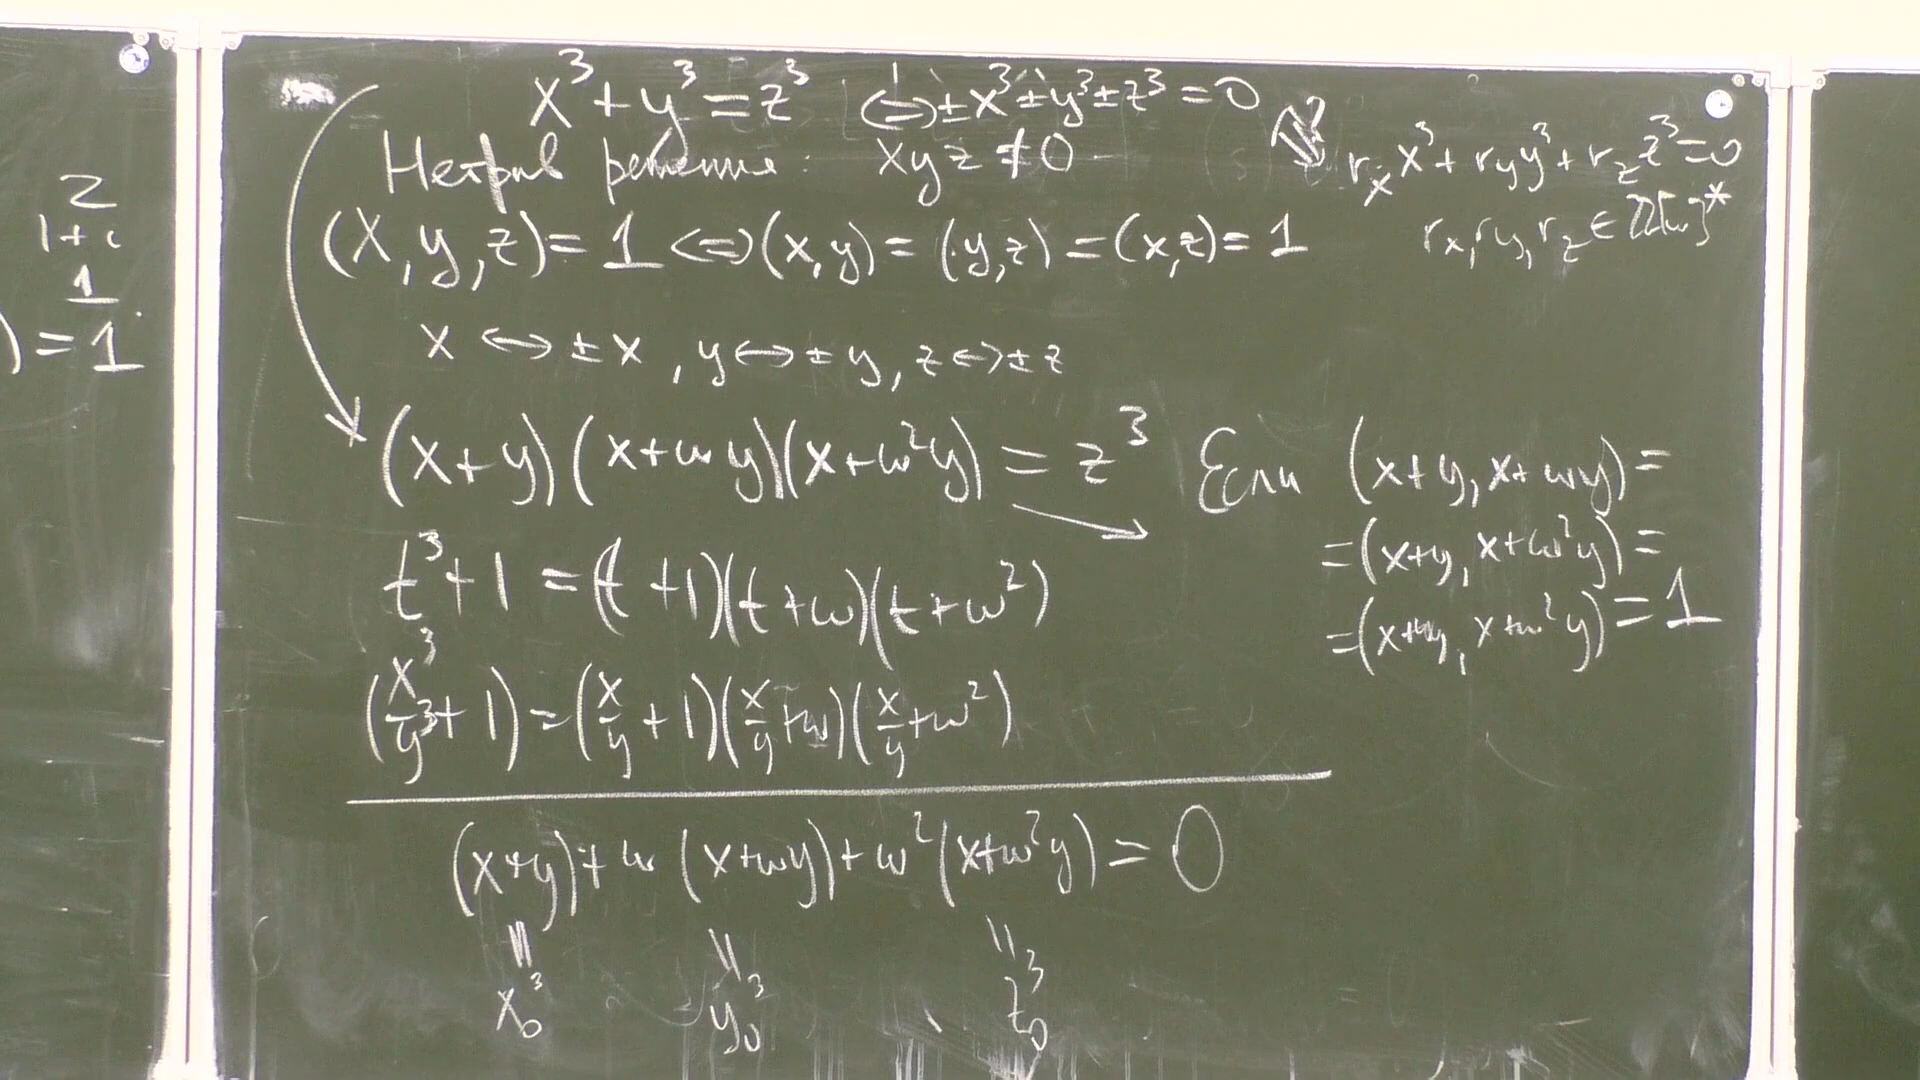 2
1+i
1
) = 1
x³ + y³ = z³ ⇔ ±x³ ± y³ ± z³ = 0
Нетрив решения: xyz ≠ 0
r_x x³ + r_y y³ + r_z z³ = 0
r_x, r_y, r_z ∈ ℤ[ω]*
(x, y, z) = 1 ⇔ (x, y) = (y, z) = (x, z) = 1
x ↔ ±x, y ↔ ±y, z ↔ ±z
(x+y)(x+ωy)(x+ω²y) = z³
Если (x+y, x+ωy) =
= (x+y, x+ω²y) =
= (x+ωy, x+ω²y) = 1
t³ + 1 = (t+1)(t+ω)(t+ω²)
(x³/y³ + 1) = (x/y + 1)(x/y + ω)(x/y + ω²)
(x+y) + ω(x+ωy) + ω²(x+ω²y) = 0
|| || ||
x₀³ y₀³ z₀³